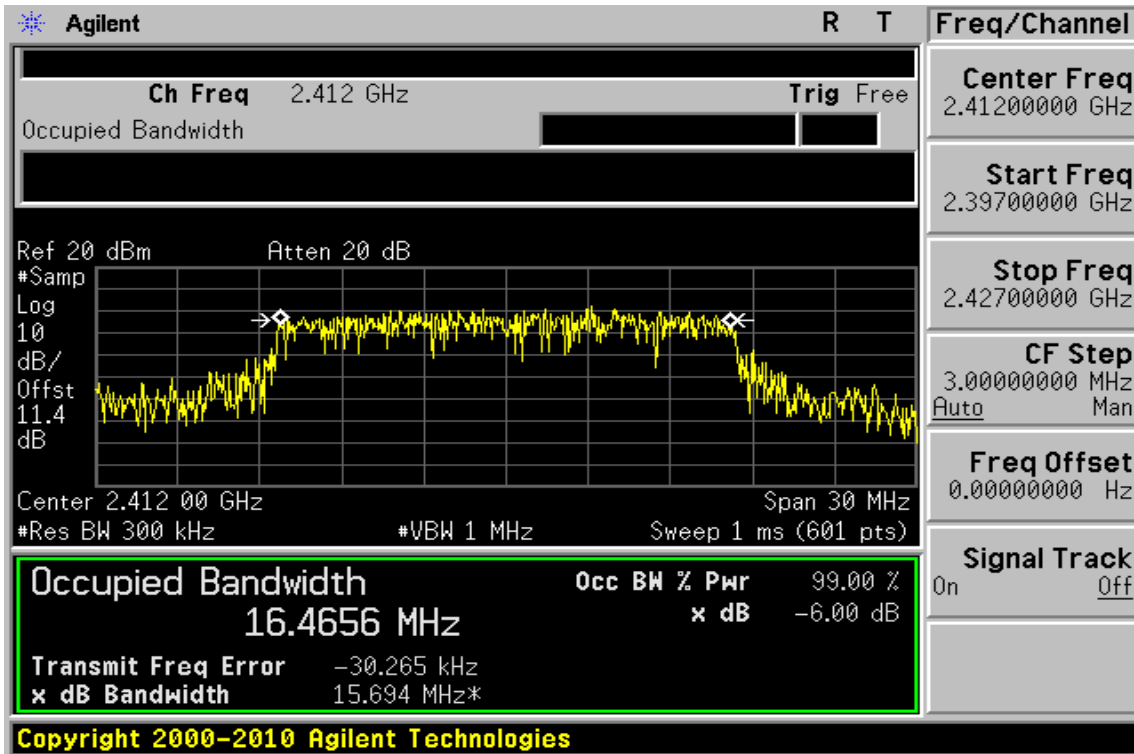 Agilent R T
Ch Freq 2.412 GHz Trig Free
Occupied Bandwidth
Ref 20 dBm Atten 20 dB
#Samp
Log
10
dB/
Offst
11.4
dB
Center 2.412 00 GHz Span 30 MHz
#Res BW 300 kHz #VBW 1 MHz Sweep 1 ms (601 pts)
Occupied Bandwidth Occ BW % Pwr 99.00 %
16.4656 MHz x dB -6.00 dB
Transmit Freq Error -30.265 kHz
x dB Bandwidth 15.694 MHz*
Copyright 2000-2010 Agilent Technologies
Freq/Channel
Center Freq
2.41200000 GHz
Start Freq
2.39700000 GHz
Stop Freq
2.42700000 GHz
CF Step
3.00000000 MHz
Auto Man
Freq Offset
0.00000000 Hz
Signal Track
On Off